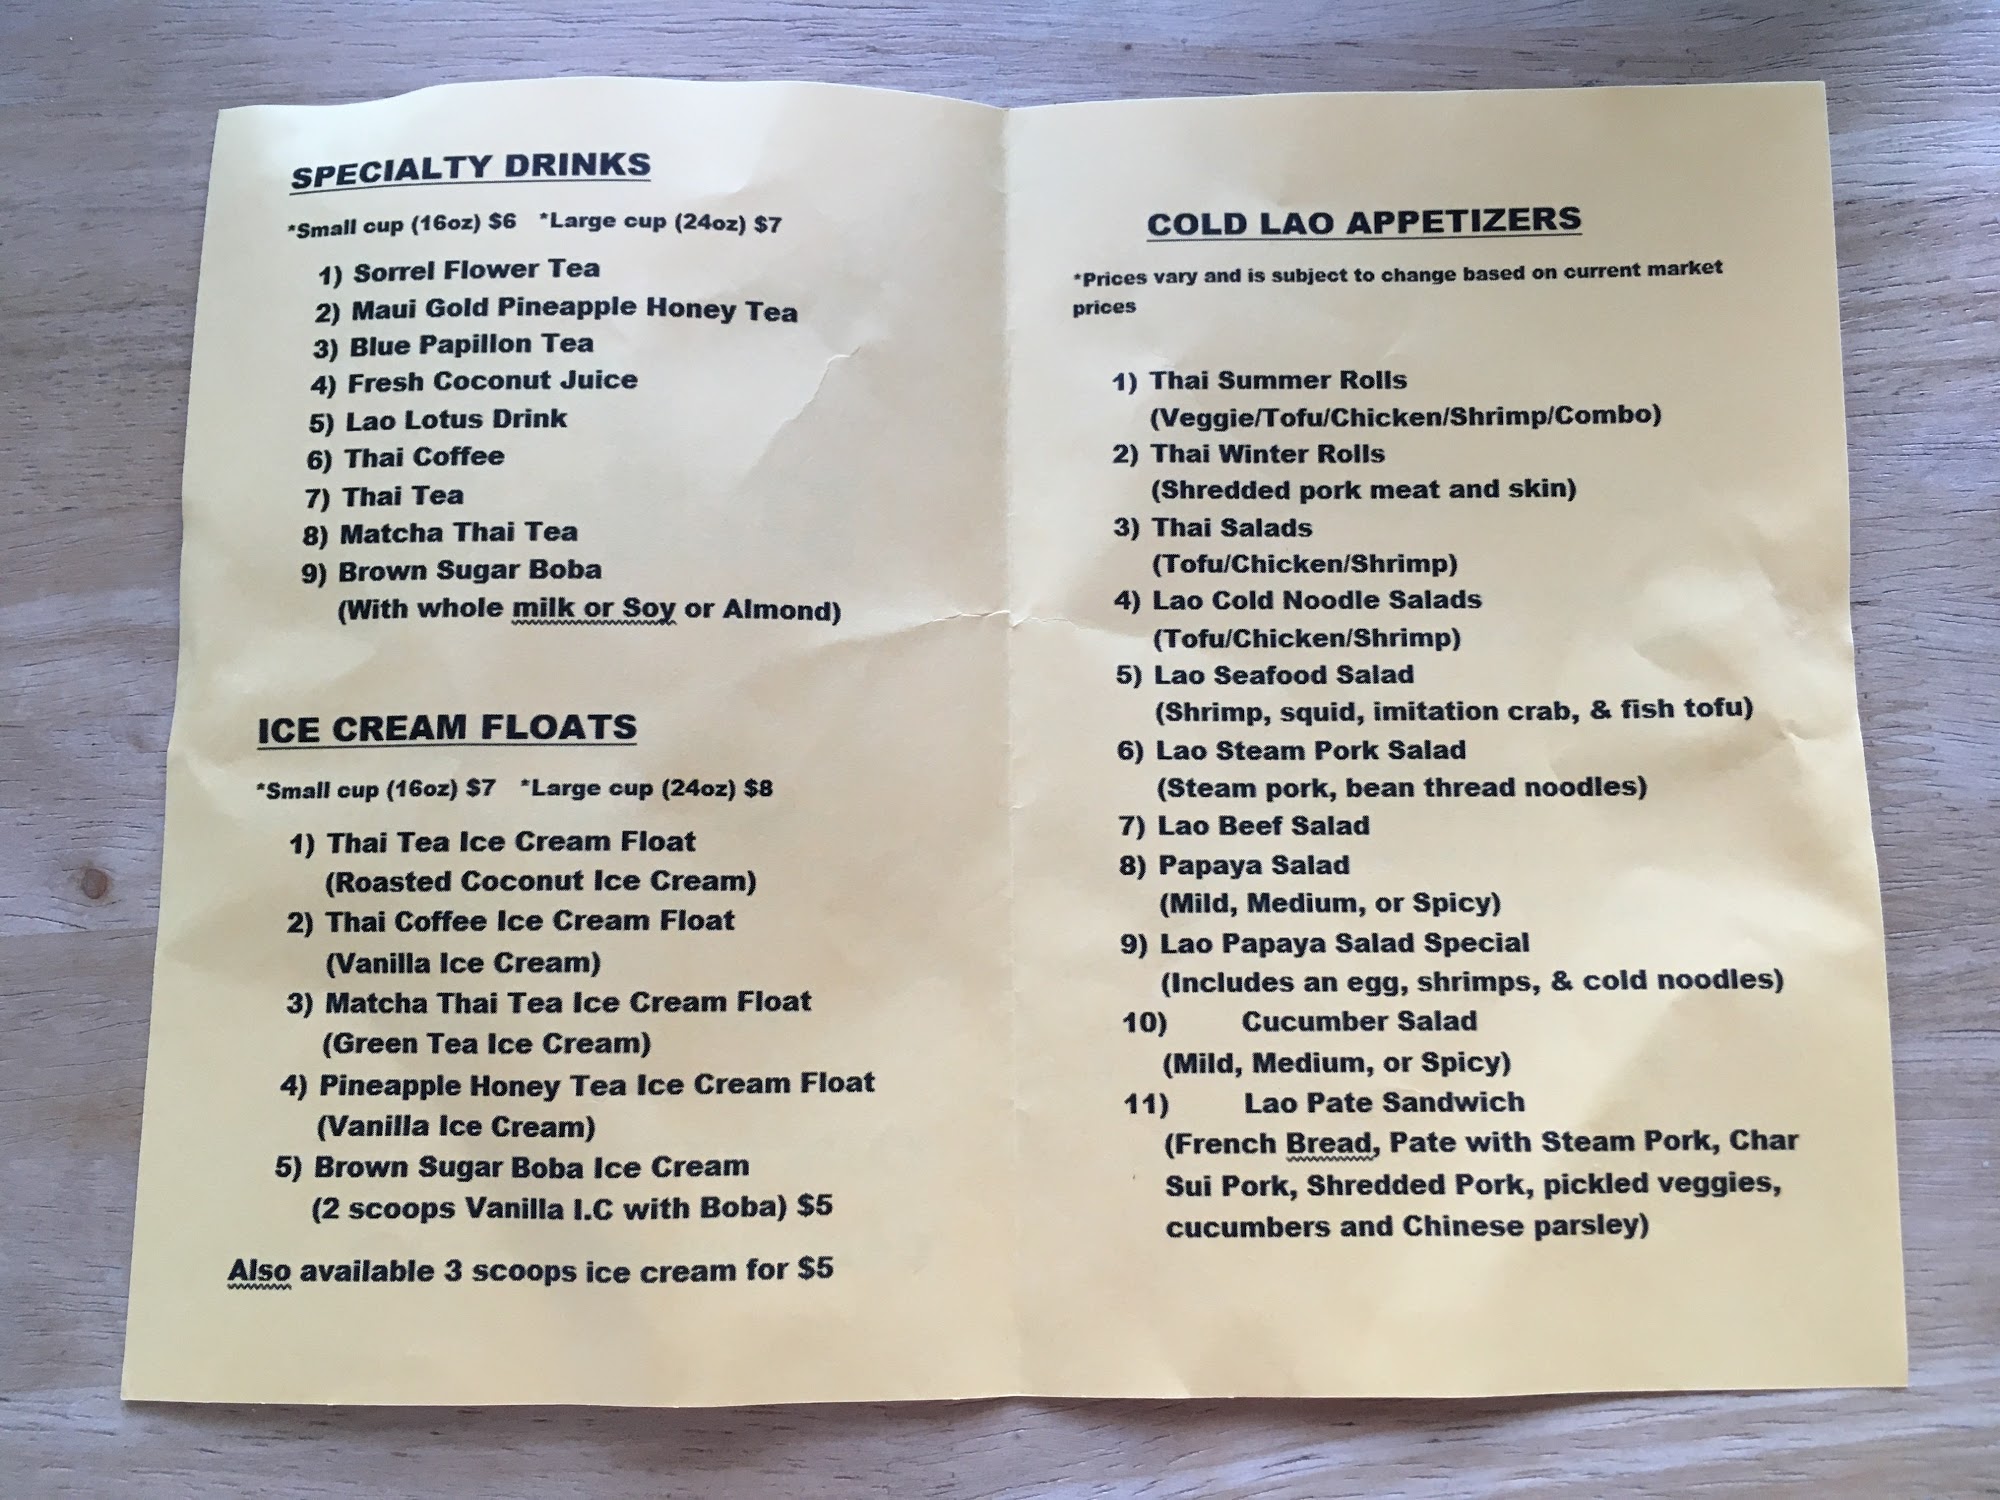 SPECIALTY DRINKS
*Small cup (16oz) $6 *Large cup (24oz) $7
1) Sorrel Flower Tea
2) Maui Gold Pineapple Honey Tea
3) Blue Papillon Tea
4) Fresh Coconut Juice
5) Lao Lotus Drink
6) Thai Coffee
7) Thai Tea
8) Matcha Thai Tea
9) Brown Sugar Boba
(With whole milk or Soy or Almond)
ICE CREAM FLOATS
*Small cup (16oz) $7 *Large cup (24oz) $8
1) Thai Tea Ice Cream Float
(Roasted Coconut Ice Cream)
2) Thai Coffee Ice Cream Float
(Vanilla Ice Cream)
3) Matcha Thai Tea Ice Cream Float
(Green Tea Ice Cream)
4) Pineapple Honey Tea Ice Cream Float
(Vanilla Ice Cream)
5) Brown Sugar Boba Ice Cream
(2 scoops Vanilla I.C with Boba) $5
Also available 3 scoops ice cream for $5
COLD LAO APPETIZERS
*Prices vary and is subject to change based on current market
prices
1) Thai Summer Rolls
(Veggie/Tofu/Chicken/Shrimp/Combo)
2) Thai Winter Rolls
(Shredded pork meat and skin)
3) Thai Salads
(Tofu/Chicken/Shrimp)
4) Lao Cold Noodle Salads
(Tofu/Chicken/Shrimp)
5) Lao Seafood Salad
(Shrimp, squid, imitation crab, & fish tofu)
6) Lao Steam Pork Salad
(Steam pork, bean thread noodles)
7) Lao Beef Salad
8) Papaya Salad
(Mild, Medium, or Spicy)
9) Lao Papaya Salad Special
(Includes an egg, shrimps, & cold noodles)
10) Cucumber Salad
(Mild, Medium, or Spicy)
11) Lao Pate Sandwich
(French Bread, Pate with Steam Pork, Char
Sui Pork, Shredded Pork, pickled veggies,
cucumbers and Chinese parsley)